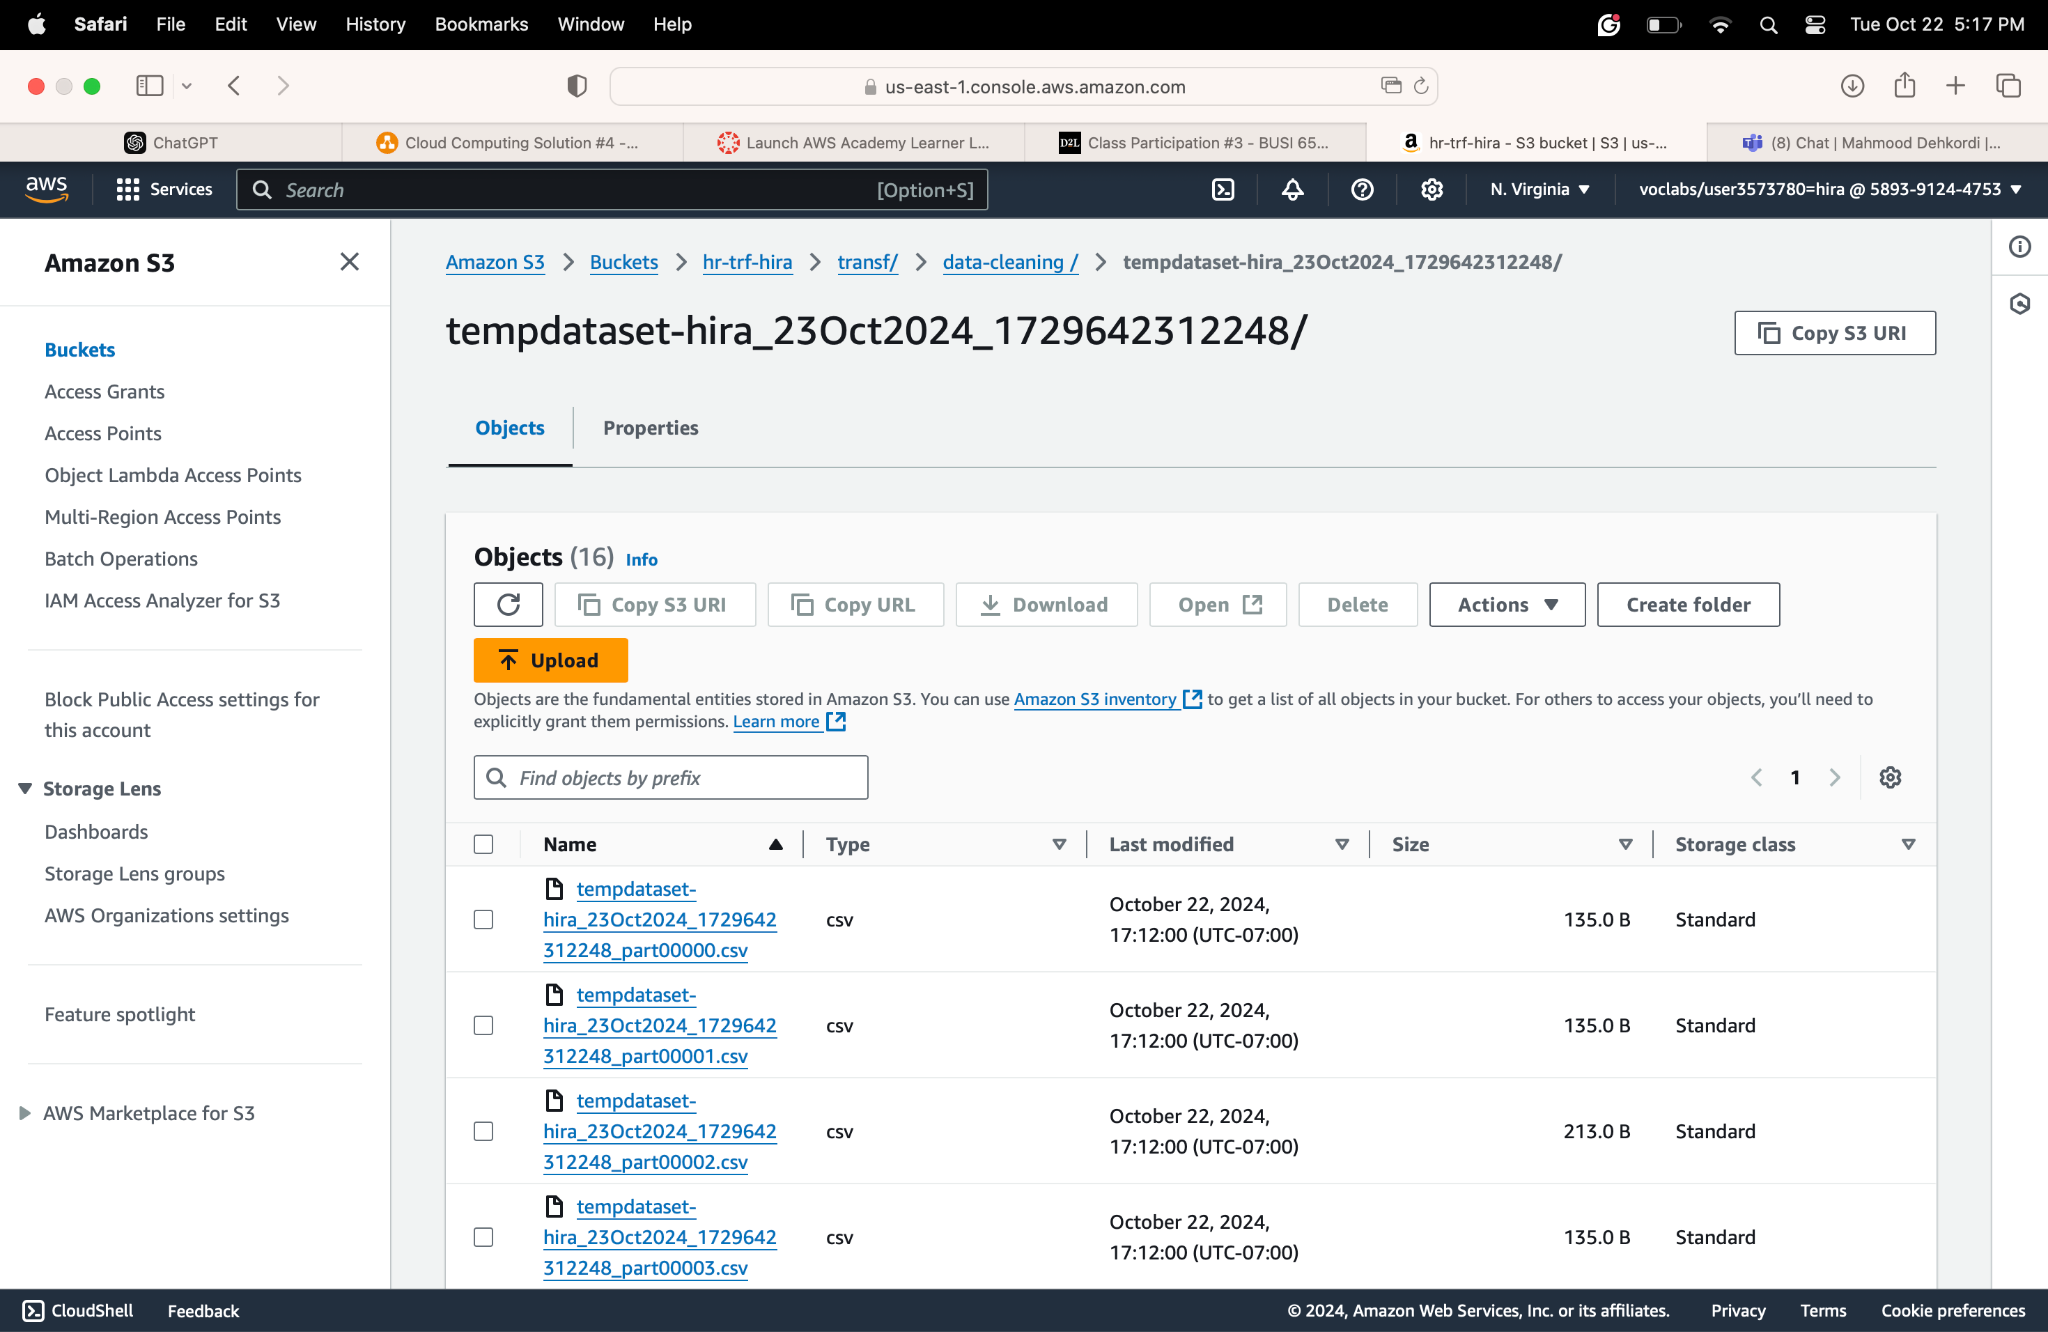 Safari File Edit View History Bookmarks Window Help Tue Oct 22 5:17 PM
us-east-1.console.aws.amazon.com
ChatGPT Cloud Computing Solution #4 -... Launch AWS Academy Learner L... D2L Class Participation #3 - BUSI 65... a hr-trf-hira - S3 bucket | S3 | us-... (8) Chat | Mahmood Dehkordi |...
aws Services Search [Option+S] N. Virginia ▼ voclabs/user3573780=hira @ 5893-9124-4753 ▼
Amazon S3
Buckets
Access Grants
Access Points
Object Lambda Access Points
Multi-Region Access Points
Batch Operations
IAM Access Analyzer for S3
Block Public Access settings for
this account
Storage Lens
Dashboards
Storage Lens groups
AWS Organizations settings
Feature spotlight
AWS Marketplace for S3
Amazon S3 > Buckets > hr-trf-hira > transf/ > data-cleaning / > tempdataset-hira_23Oct2024_1729642312248/
tempdataset-hira_23Oct2024_1729642312248/
Copy S3 URI
Objects Properties
Objects (16) Info
Copy S3 URI Copy URL Download Open Delete Actions ▼ Create folder
Upload
Objects are the fundamental entities stored in Amazon S3. You can use Amazon S3 inventory to get a list of all objects in your bucket. For others to access your objects, you'll need to
explicitly grant them permissions. Learn more
Find objects by prefix
< 1 >
Name Type Last modified Size Storage class
tempdataset-
hira_23Oct2024_1729642
312248_part00000.csv
csv
October 22, 2024,
17:12:00 (UTC-07:00)
135.0 B
Standard
tempdataset-
hira_23Oct2024_1729642
312248_part00001.csv
csv
October 22, 2024,
17:12:00 (UTC-07:00)
135.0 B
Standard
tempdataset-
hira_23Oct2024_1729642
312248_part00002.csv
csv
October 22, 2024,
17:12:00 (UTC-07:00)
213.0 B
Standard
tempdataset-
hira_23Oct2024_1729642
312248_part00003.csv
csv
October 22, 2024,
17:12:00 (UTC-07:00)
135.0 B
Standard
CloudShell Feedback © 2024, Amazon Web Services, Inc. or its affiliates. Privacy Terms Cookie preferences